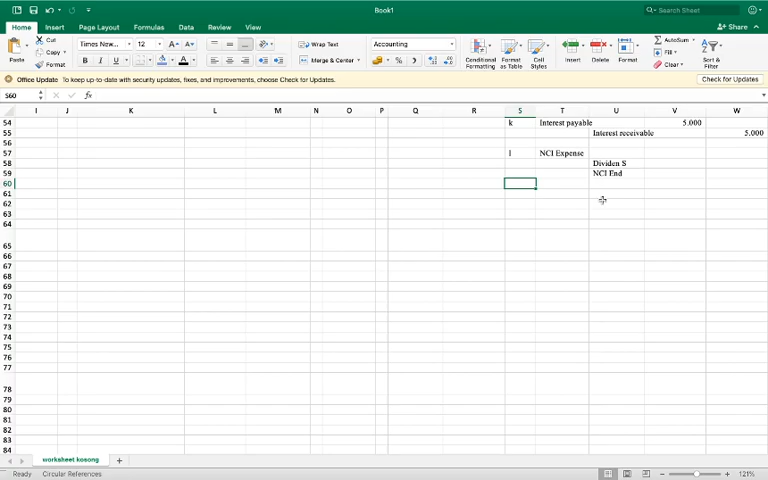 Book1
Search Sheet
Home Insert Page Layout Formulas Data Review View
Share
Paste
Cut
Copy
Format
Times New... 12 A A
B I U
Wrap Text
Merge & Center
Accounting
%
Conditional Formatting
Format as Table
Cell Styles
Insert
Delete
Format
AutoSum
Fill
Clear
Sort & Filter
Office Update To keep up-to-date with security updates, fixes, and improvements, choose Check for Updates.
Check for Updates
S60 fx
I J K L M N O P Q R S T U V W
54 k Interest payable 5.000
55 Interest receivable 5.000
56
57 l NCI Expense
58 Dividen S
59 NCI End
60
61
62
63
64
65
66
67
68
69
70
71
72
73
74
75
76
77
78
79
80
81
82
83
84
worksheet kosong +
Ready Circular References
121%